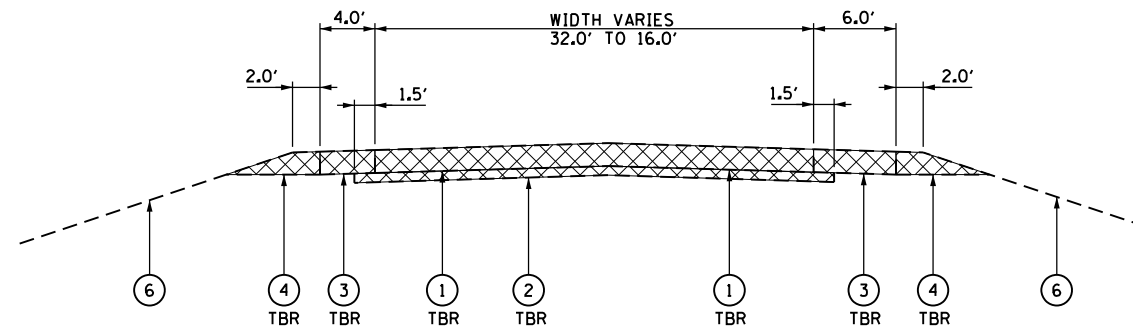 4.0'
WIDTH VARIES
32.0' TO 16.0'
6.0'
2.0'
1.5'
1.5'
2.0'
6
4
TBR
3
TBR
1
TBR
2
TBR
1
TBR
3
TBR
4
TBR
6